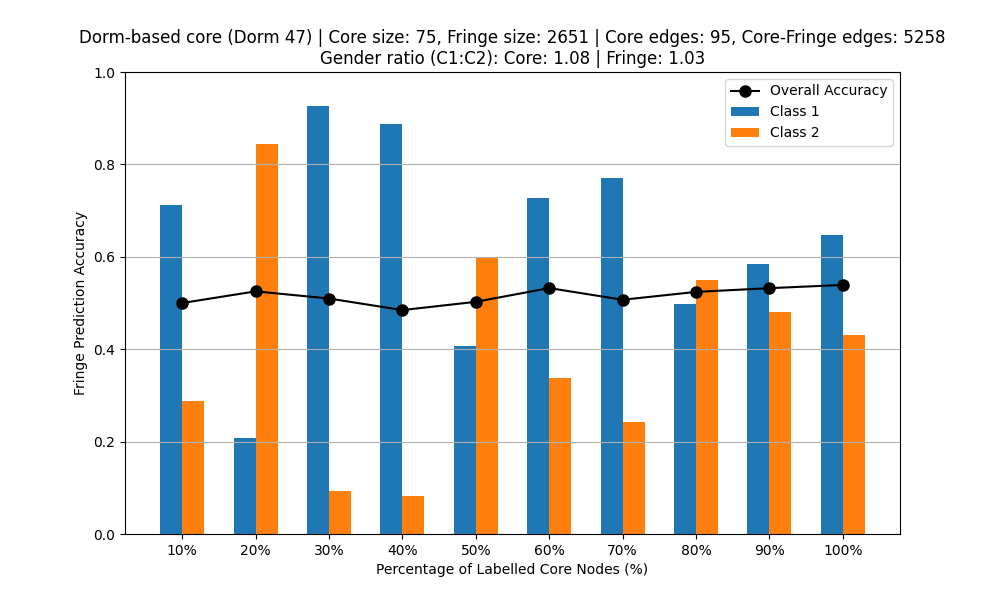 Dorm-based core (Dorm 47) | Core size: 75, Fringe size: 2651 | Core edges: 95, Core-Fringe edges: 5258
Gender ratio (C1:C2): Core: 1.08 | Fringe: 1.03
Overall Accuracy
Class 1
Class 2
Fringe Prediction Accuracy
1.0
0.8
0.6
0.4
0.2
0.0
10% 20% 30% 40% 50% 60% 70% 80% 90% 100%
Percentage of Labelled Core Nodes (%)